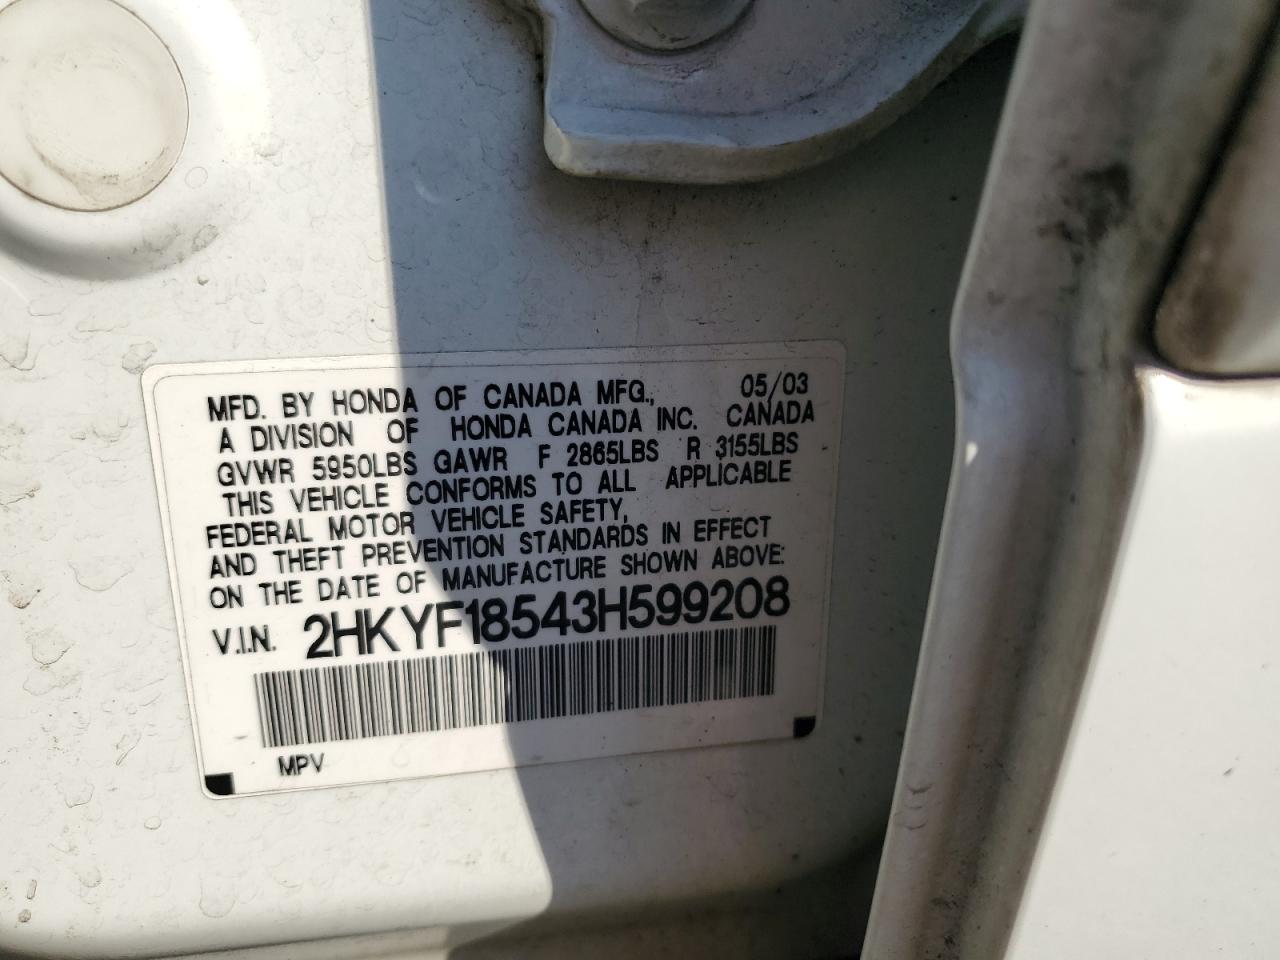 MFD. BY HONDA OF CANADA MFG., 05/03
A DIVISION OF HONDA CANADA INC. CANADA
GVWR 5950LBS GAWR F 2865LBS R 3155LBS
THIS VEHICLE CONFORMS TO ALL APPLICABLE
FEDERAL MOTOR VEHICLE SAFETY,
AND THEFT PREVENTION STANDARDS IN EFFECT
ON THE DATE OF MANUFACTURE SHOWN ABOVE:
V.I.N. 2HKYF18543H599208
MPV